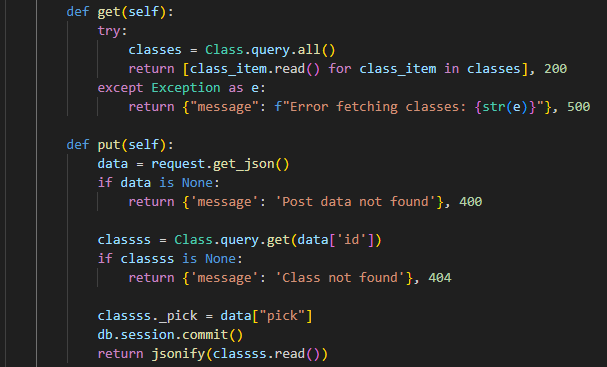 def get(self):
try:
classes = Class.query.all()
return [class_item.read() for class_item in classes], 200
except Exception as e:
return {"message": f"Error fetching classes: {str(e)}"}, 500
def put(self):
data = request.get_json()
if data is None:
return {'message': 'Post data not found'}, 400
classss = Class.query.get(data['id'])
if classss is None:
return {'message': 'Class not found'}, 404
classss._pick = data["pick"]
db.session.commit()
return jsonify(classss.read())